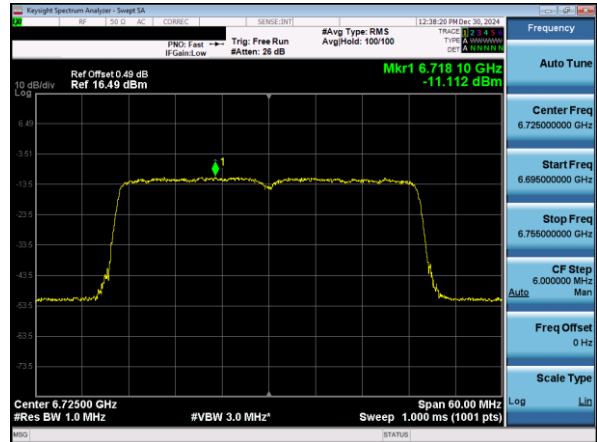 Keysight Spectrum Analyzer - Swept SA
RF 50 Ω AC CORREC SENSE:INT 12:38:20 PM Dec 30, 2024
PNO: Fast Trig: Free Run #Avg Type: RMS TRACE 1 2 3 4 5 6
IFGain:Low #Atten: 26 dB Avg|Hold: 100/100 TYPE A WWWWW
DET A N N N N N
Mkr1 6.718 10 GHz
-11.112 dBm
Ref Offset 0.49 dB
10 dB/div Ref 16.49 dBm
Log
1
6.49
-3.51
-13.5
-23.5
-33.5
-43.5
-53.5
-63.5
-73.5
Center 6.72500 GHz Span 60.00 MHz
#Res BW 1.0 MHz #VBW 3.0 MHz* Sweep 1.000 ms (1001 pts)
MSG STATUS
Frequency
Auto Tune
Center Freq
6.725000000 GHz
Start Freq
6.695000000 GHz
Stop Freq
6.755000000 GHz
CF Step
6.000000 MHz
Auto Man
Freq Offset
0 Hz
Scale Type
Log Lin